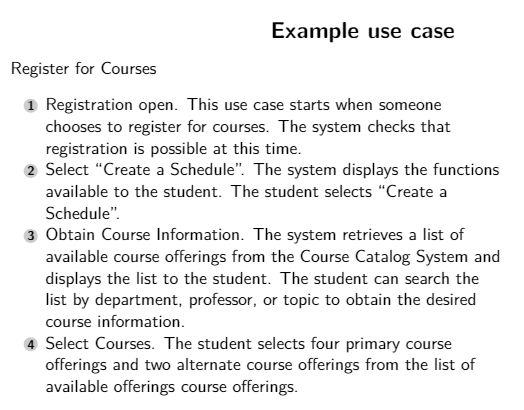 Example use case
Register for Courses
1 Registration open. This use case starts when someone
chooses to register for courses. The system checks that
registration is possible at this time.
2 Select “Create a Schedule”. The system displays the functions
available to the student. The student selects “Create a
Schedule”.
3 Obtain Course Information. The system retrieves a list of
available course offerings from the Course Catalog System and
displays the list to the student. The student can search the
list by department, professor, or topic to obtain the desired
course information.
4 Select Courses. The student selects four primary course
offerings and two alternate course offerings from the list of
available offerings course offerings.